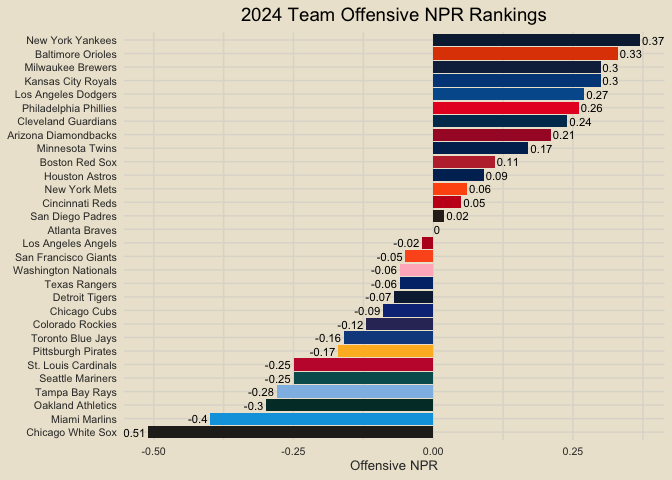 2024 Team Offensive NPR Rankings
New York Yankees 0.37
Baltimore Orioles 0.33
Milwaukee Brewers 0.3
Kansas City Royals 0.3
Los Angeles Dodgers 0.27
Philadelphia Phillies 0.26
Cleveland Guardians 0.24
Arizona Diamondbacks 0.21
Minnesota Twins 0.17
Boston Red Sox 0.11
Houston Astros 0.09
New York Mets 0.06
Cincinnati Reds 0.05
San Diego Padres 0.02
Atlanta Braves 0
Los Angeles Angels -0.02
San Francisco Giants -0.05
Washington Nationals -0.06
Texas Rangers -0.06
Detroit Tigers -0.07
Chicago Cubs -0.09
Colorado Rockies -0.12
Toronto Blue Jays -0.16
Pittsburgh Pirates -0.17
St. Louis Cardinals -0.25
Seattle Mariners -0.25
Tampa Bay Rays -0.28
Oakland Athletics -0.3
Miami Marlins -0.4
Chicago White Sox 0.51
-0.50 -0.25 0.00 0.25
Offensive NPR